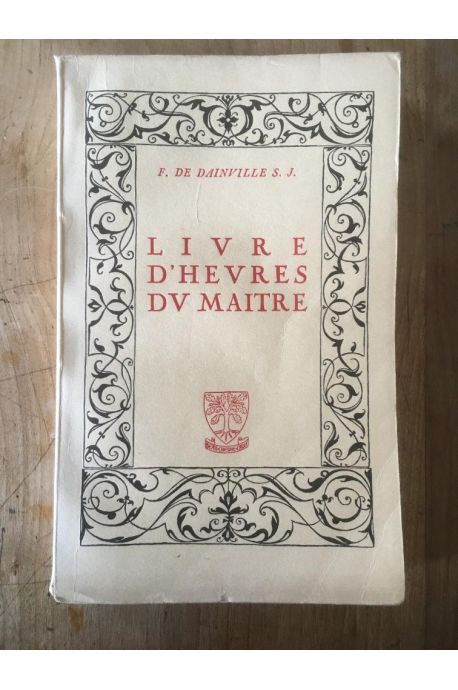 F. DE DAINVILLE S. J.
LIVRE
D'HEVRES
DV MAITRE